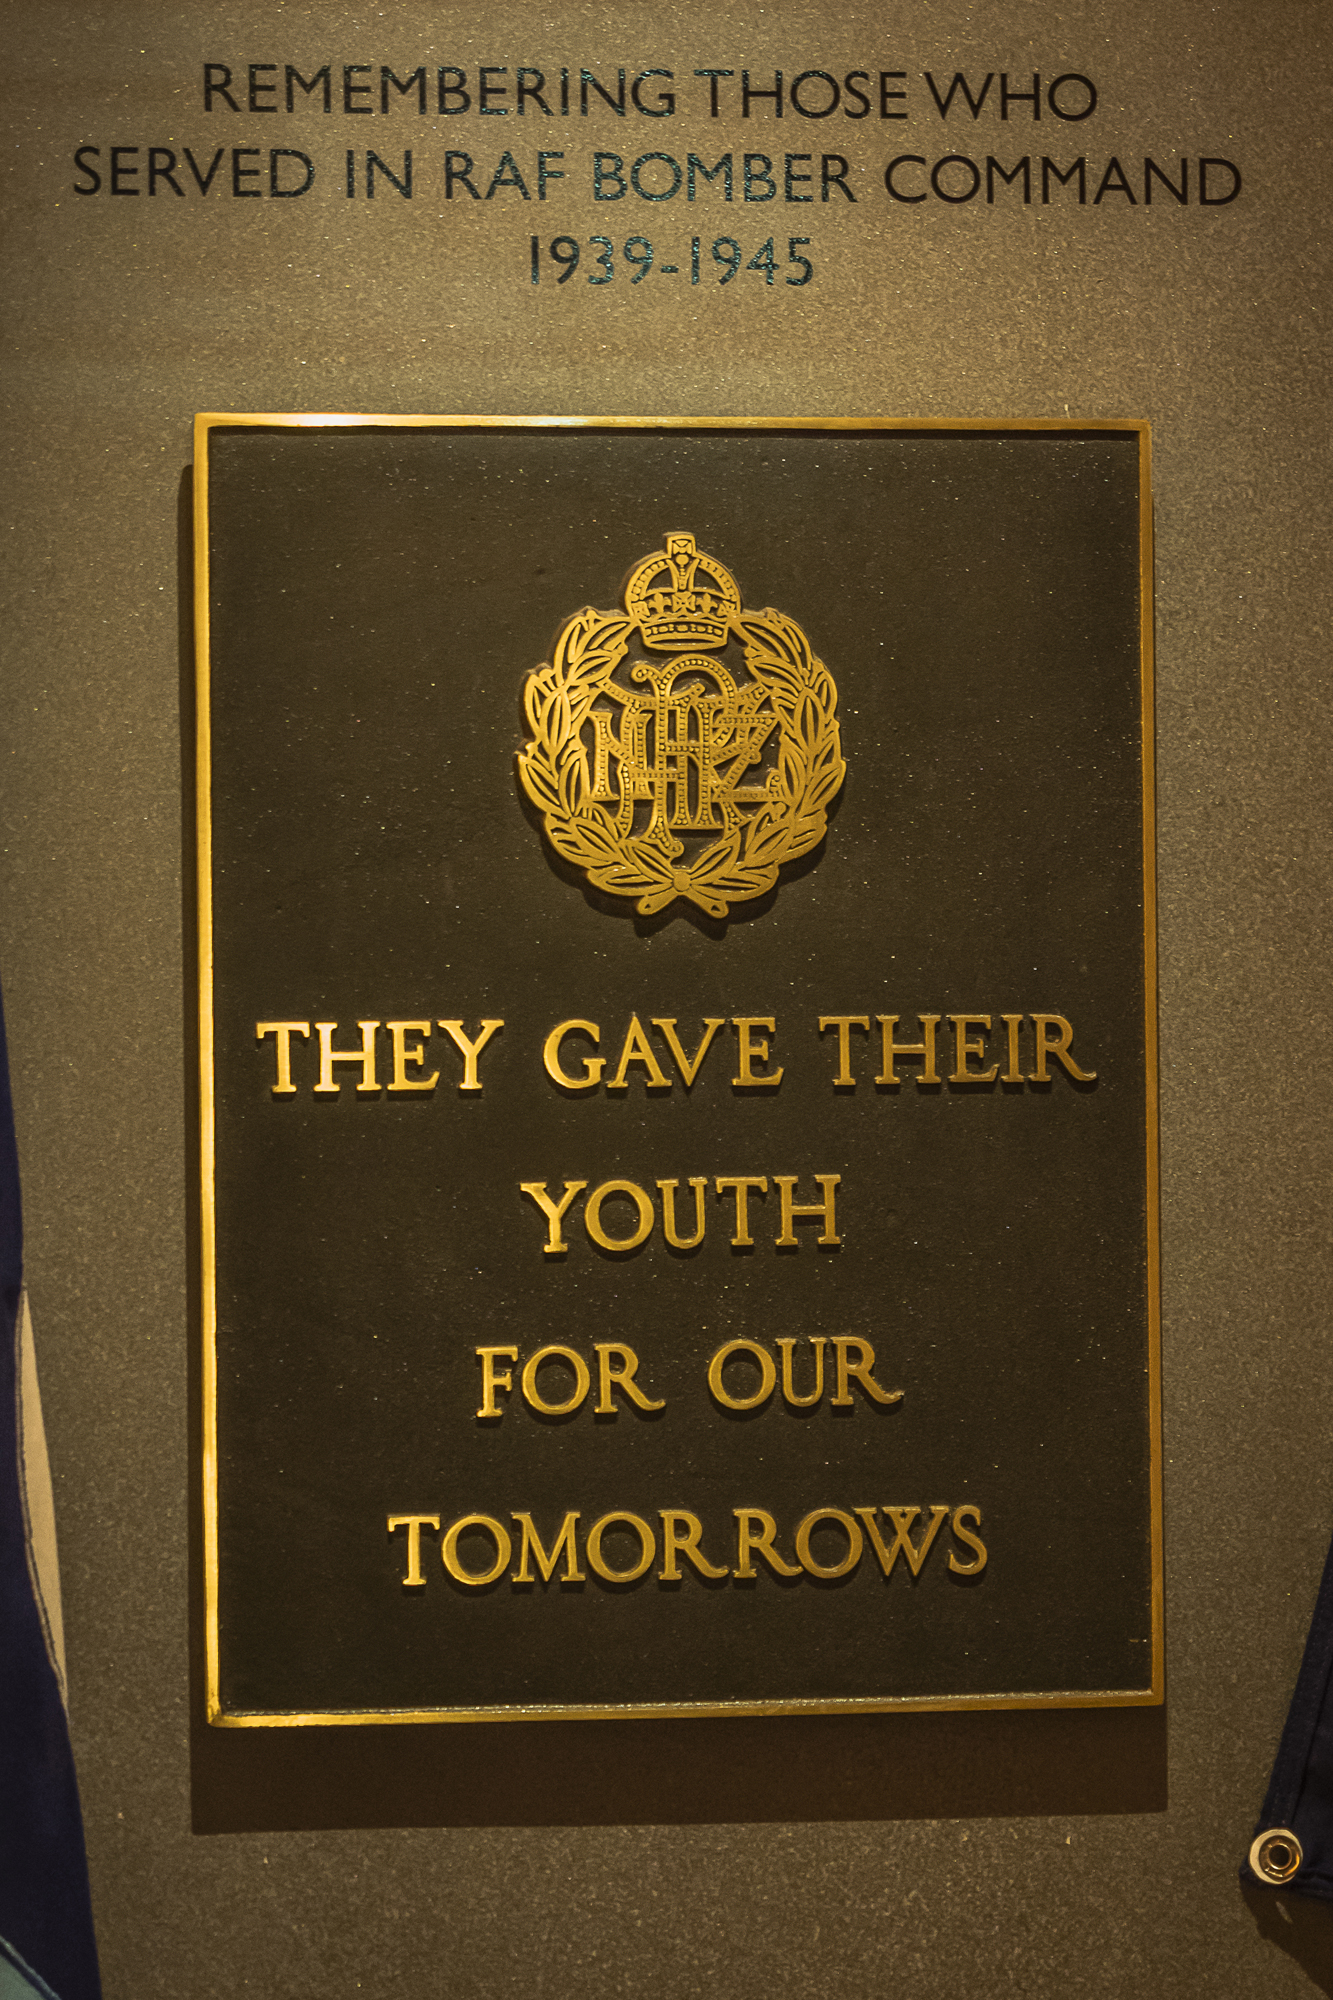 REMEMBERING THOSE WHO
SERVED IN RAF BOMBER COMMAND
1939-1945
THEY GAVE THEIR
YOUTH
FOR OUR
TOMORROWS